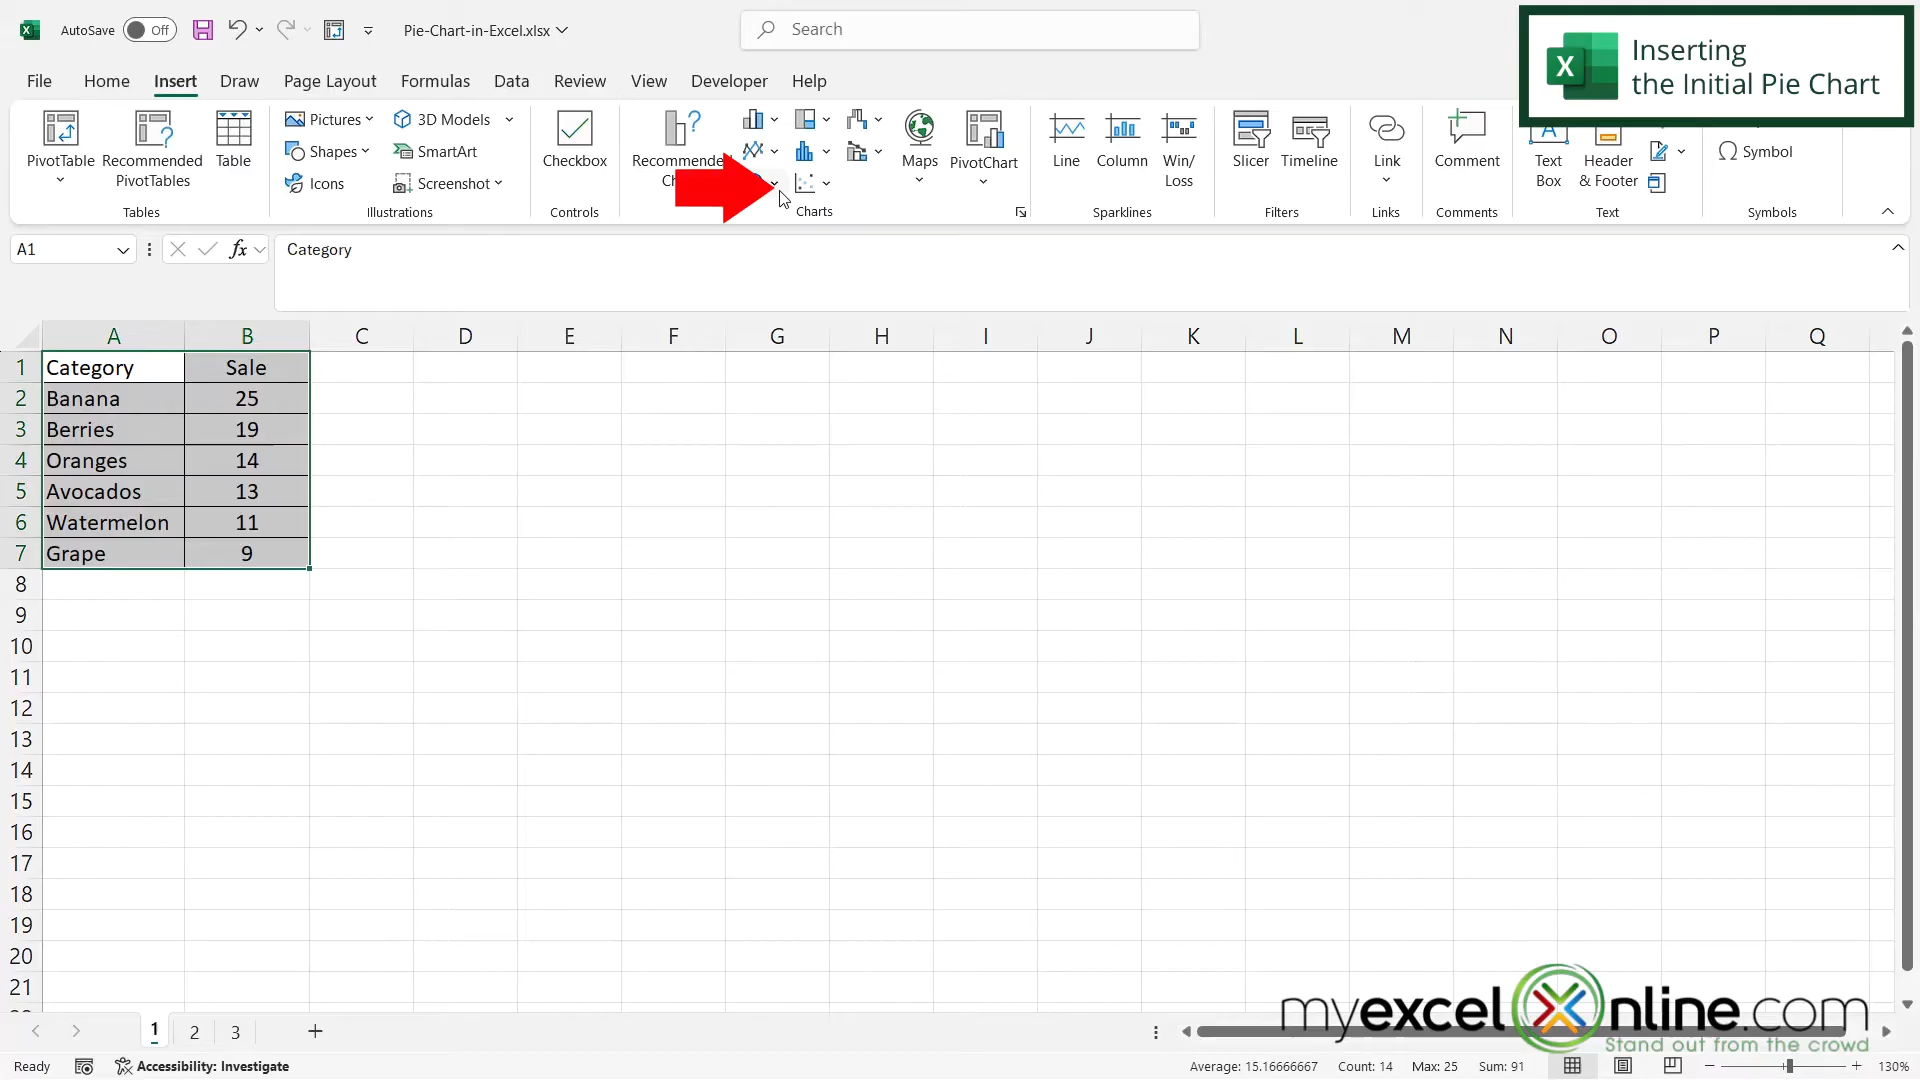 AutoSave Off Pie-Chart-in-Excel.xlsx Search
Inserting
the Initial Pie Chart
File Home Insert Draw Page Layout Formulas Data Review View Developer Help
PivotTable
Recommended
PivotTables
Table
Tables
Pictures
Shapes
Icons
3D Models
SmartArt
Screenshot
Illustrations
Checkbox
Controls
Maps
PivotChart
Charts
Line
Column
Win/
Loss
Sparklines
Slicer
Timeline
Filters
Link
Links
Comment
Comments
Text
Box
Header
& Footer
Text
Symbol
Symbols
A1 fx Category
A B C D E F G H I J K L M N O P Q
1 Category Sale
2 Banana 25
3 Berries 19
4 Oranges 14
5 Avocados 13
6 Watermelon 11
7 Grape 9
8
9
10
11
12
13
14
15
16
17
18
19
20
21
myexcelOnline.com
Stand out from the crowd
1 2 3
Ready Accessibility: Investigate Average: 15.16666667 Count: 14 Max: 25 Sum: 91 130%